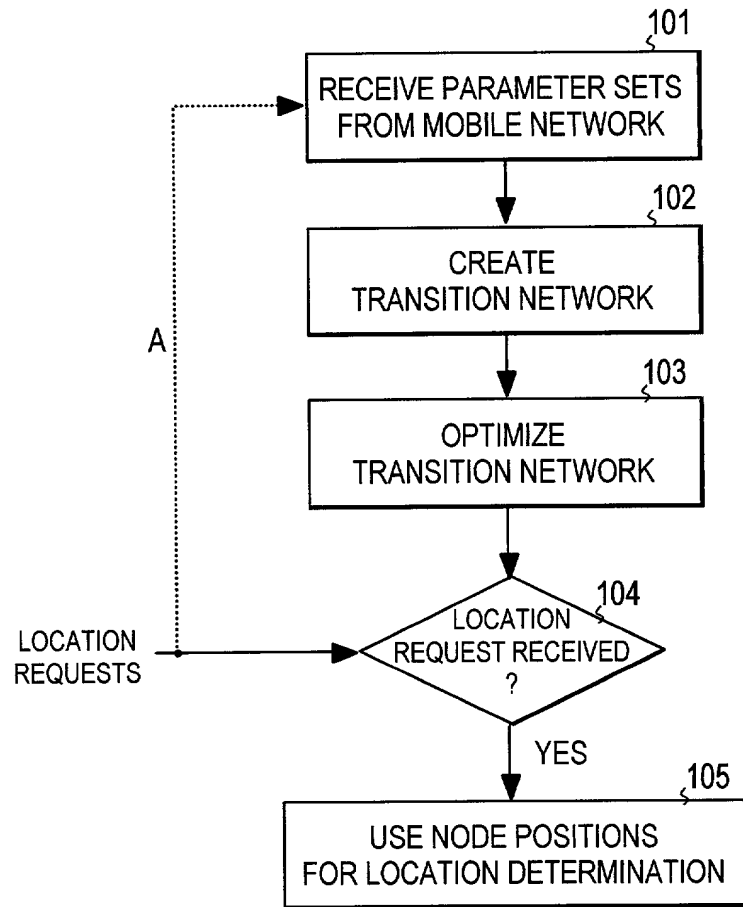 101
RECEIVE PARAMETER SETS
FROM MOBILE NETWORK
102
CREATE
TRANSITION NETWORK
A
103
OPTIMIZE
TRANSITION NETWORK
104
LOCATION
REQUEST RECEIVED
?
LOCATION
REQUESTS
YES
105
USE NODE POSITIONS
FOR LOCATION DETERMINATION